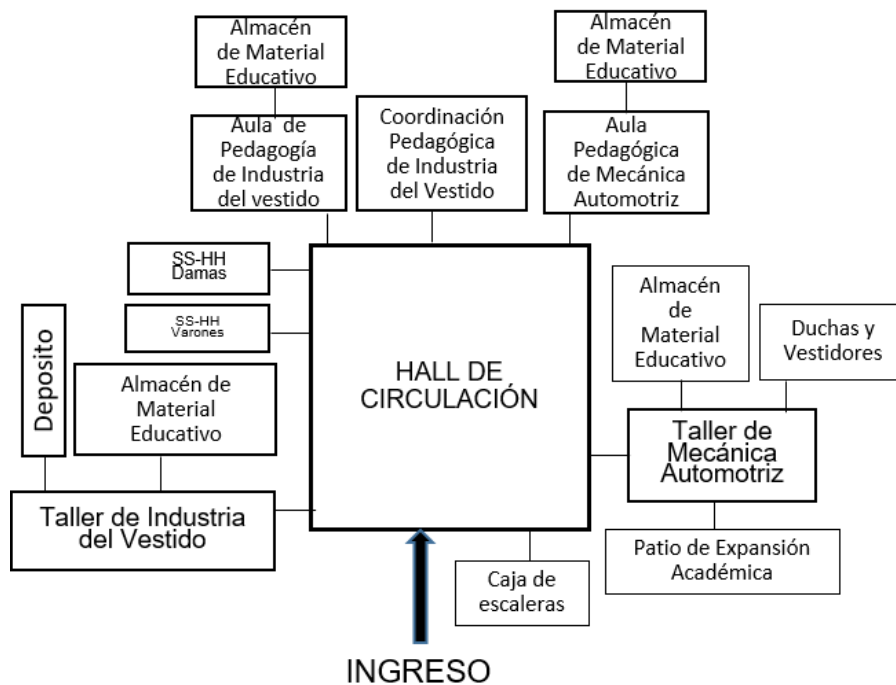 Almacén
de Material
Educativo
Almacén
de Material
Educativo
Aula de
Pedagogía
de Industria
del vestido
Coordinación
Pedagógica
de Industria
del Vestido
Aula
Pedagógica
de Mecánica
Automotriz
SS-HH
Damas
SS-HH
Varones
Deposito
Almacén de
Material
Educativo
HALL DE
CIRCULACIÓN
Almacén
de
Material
Educativo
Duchas y
Vestidores
Taller de
Mecánica
Automotriz
Taller de Industria
del Vestido
Patio de Expansión
Académica
Caja de
escaleras
INGRESO